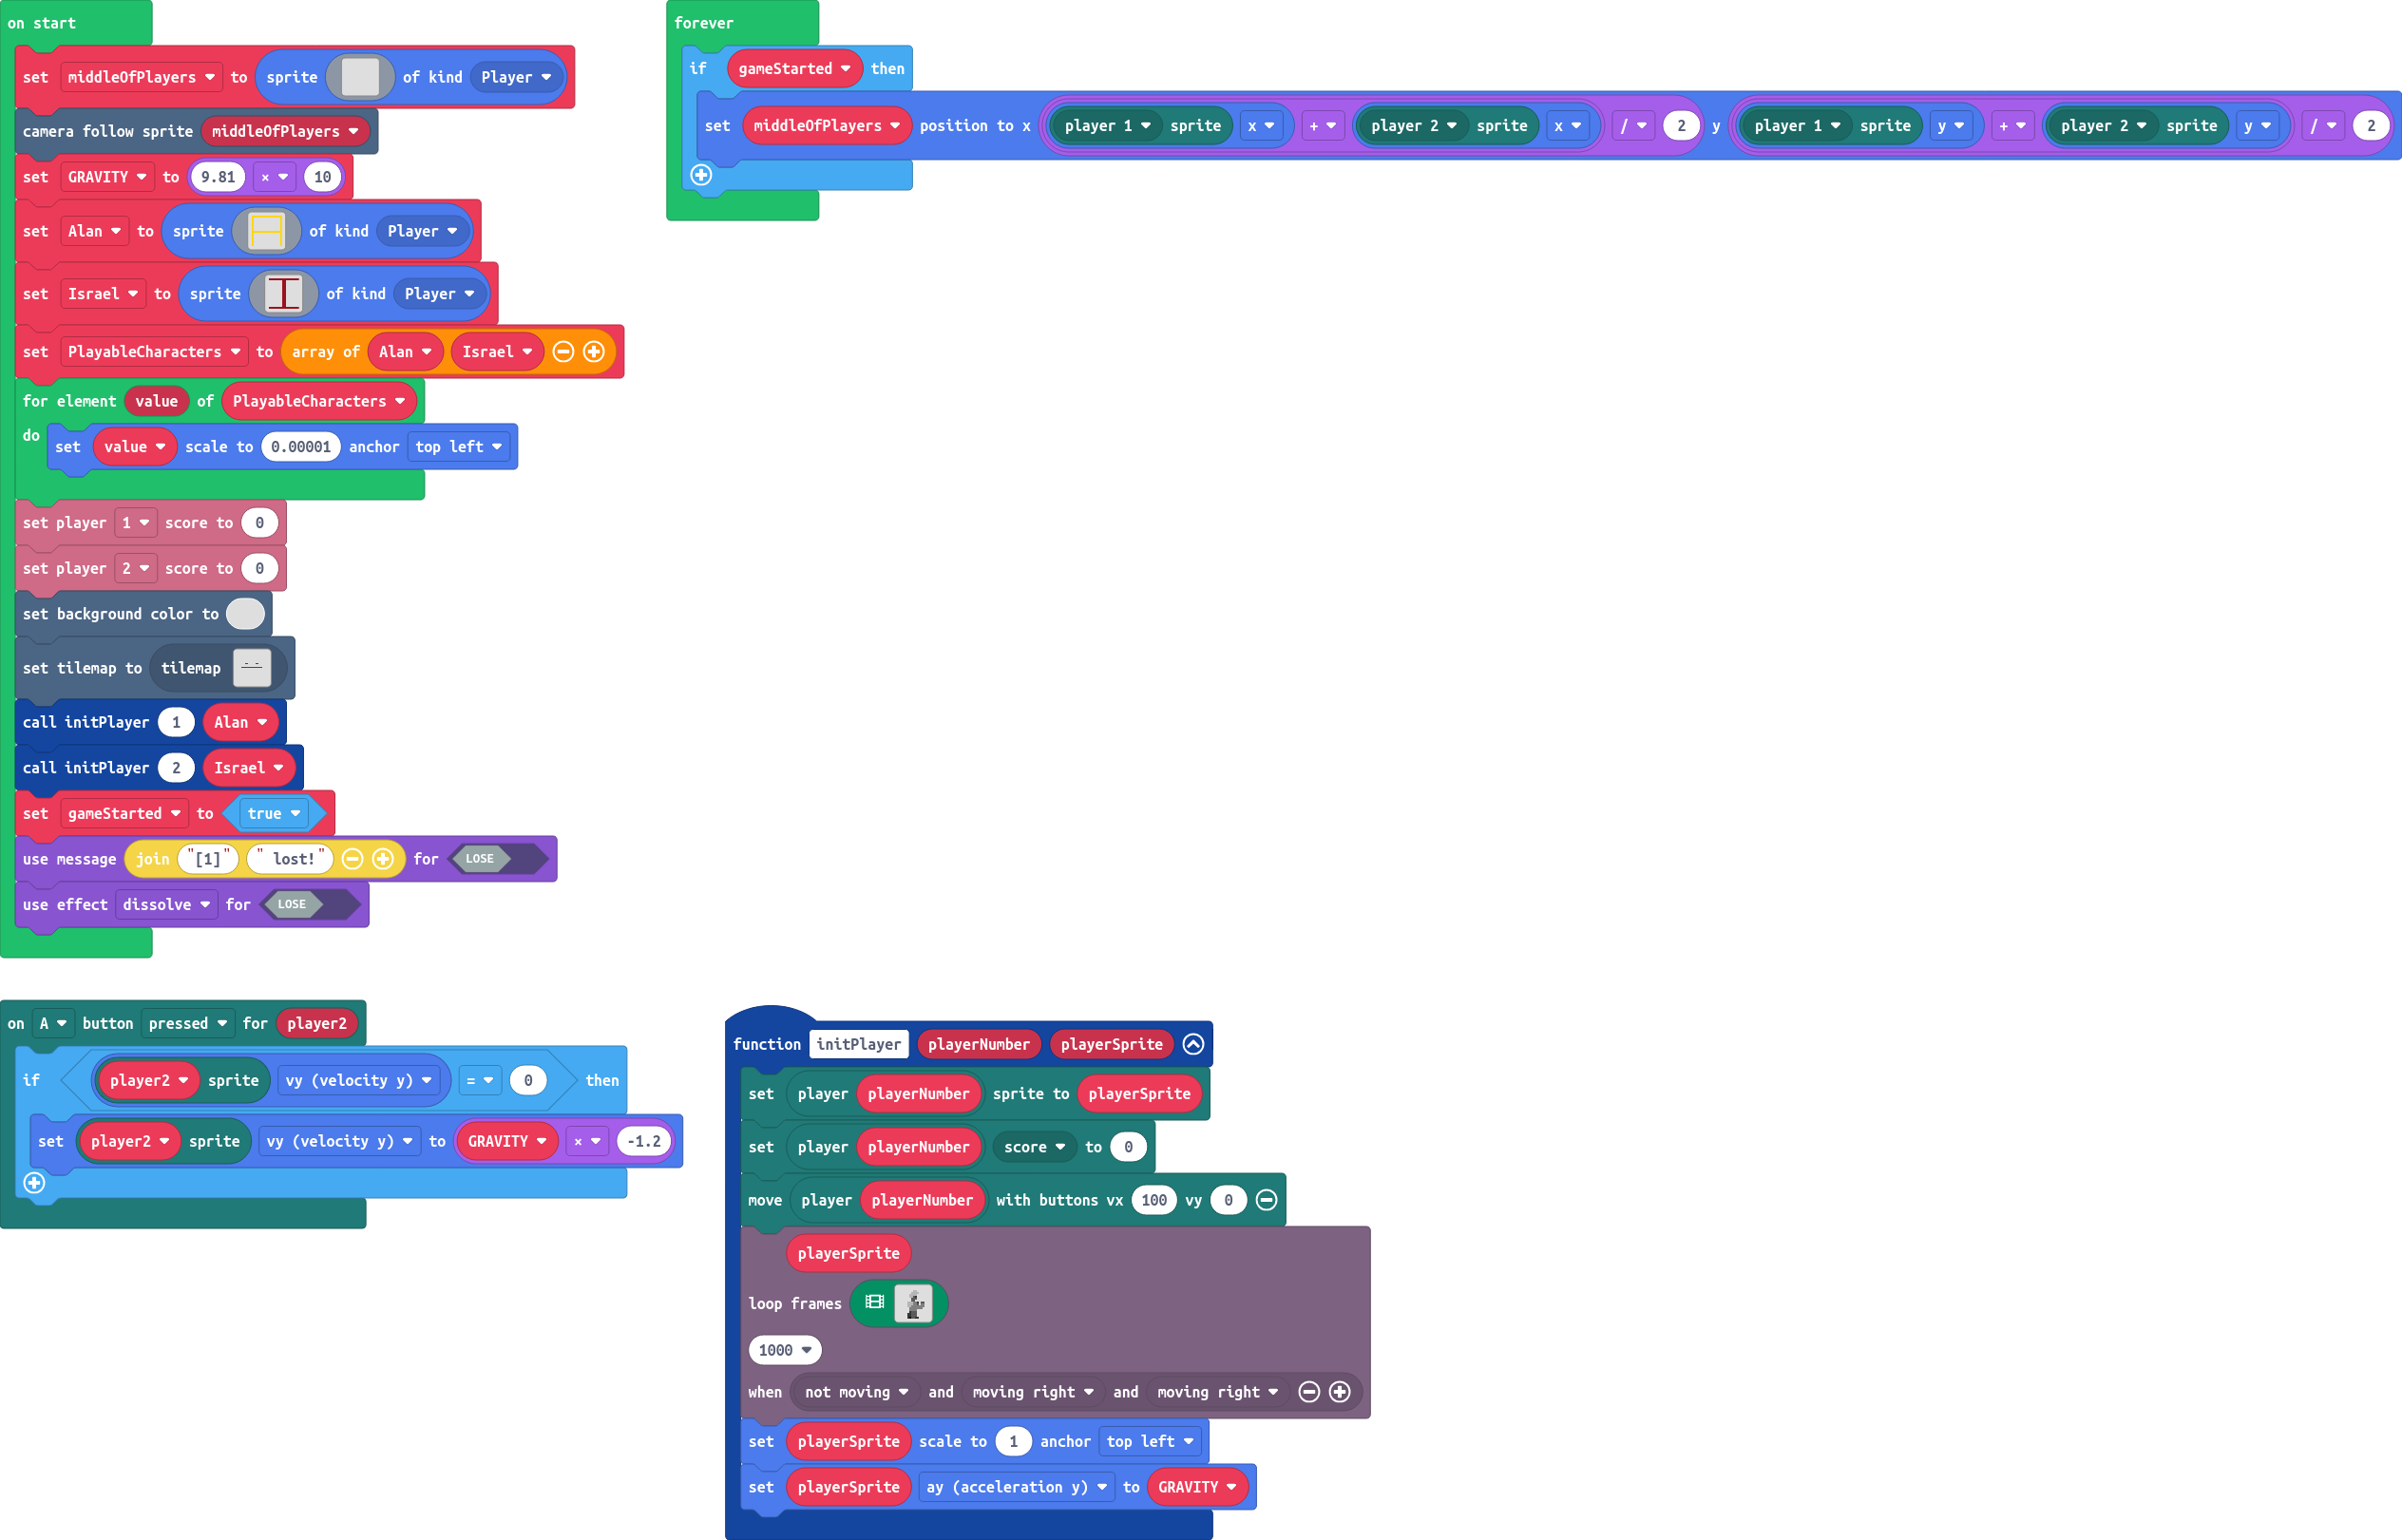 on start
set middleOfPlayers to sprite of kind Player
camera follow sprite middleOfPlayers
set GRAVITY to 9.81 × 10
set Alan to sprite of kind Player
set Israel to sprite of kind Player
set PlayableCharacters to array of Alan Israel
for element value of PlayableCharacters
do
set value scale to 0.00001 anchor top left
set player 1 score to 0
set player 2 score to 0
set background color to
set tilemap to tilemap
call initPlayer 1 Alan
call initPlayer 2 Israel
set gameStarted to true
use message join "[1]" " lost!" for LOSE
use effect dissolve for LOSE
forever
if gameStarted then
set middleOfPlayers position to x player 1 sprite x + player 2 sprite x / 2 y player 1 sprite y + player 2 sprite y / 2
on A button pressed for player2
if player2 sprite vy (velocity y) = 0 then
set player2 sprite vy (velocity y) to GRAVITY × -1.2
function initPlayer playerNumber playerSprite
set player playerNumber sprite to playerSprite
set player playerNumber score to 0
move player playerNumber with buttons vx 100 vy 0
playerSprite
loop frames
1000
when not moving and moving right and moving right
set playerSprite scale to 1 anchor top left
set playerSprite ay (acceleration y) to GRAVITY